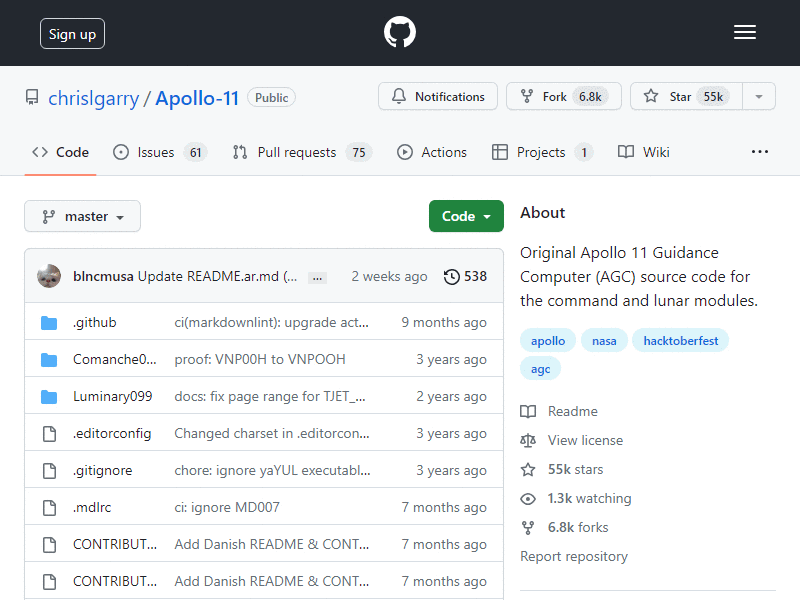 Sign up
chrislgarry / Apollo-11 Public
Notifications Fork 6.8k Star 55k
Code Issues 61 Pull requests 75 Actions Projects 1 Wiki ...
master Code
blncmusa Update README.ar.md (... ... 2 weeks ago 538
.github ci(markdownlint): upgrade act... 9 months ago
Comanche0... proof: VNP00H to VNPOOH 3 years ago
Luminary099 docs: fix page range for TJET_... 2 years ago
.editorconfig Changed charset in .editorcon... 3 years ago
.gitignore chore: ignore yaYUL executabl... 3 years ago
.mdlrc ci: ignore MD007 7 months ago
CONTRIBUT... Add Danish README & CONT... 7 months ago
CONTRIBUT... Add Danish README & CONT... 7 months ago
About
Original Apollo 11 Guidance
Computer (AGC) source code for
the command and lunar modules.
apollo nasa hacktoberfest
agc
Readme
View license
55k stars
1.3k watching
6.8k forks
Report repository